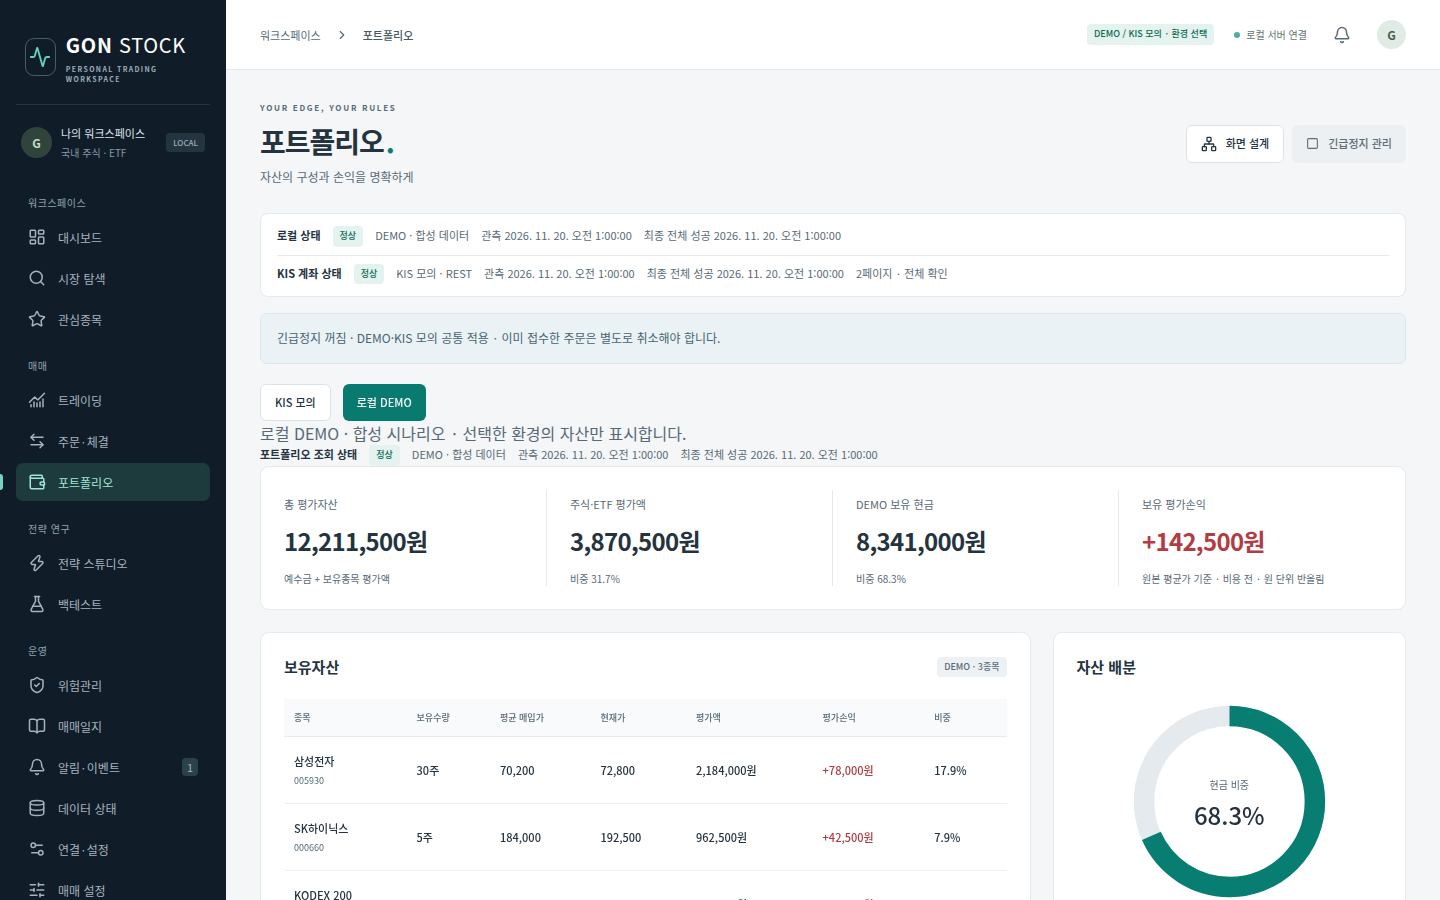 GON STOCK
PERSONAL TRADING
WORKSPACE
G
나의 워크스페이스
국내 주식 · ETF
LOCAL
워크스페이스
대시보드
시장 탐색
관심종목
매매
트레이딩
주문·체결
포트폴리오
전략 연구
전략 스튜디오
백테스트
운영
위험관리
매매일지
알림·이벤트
1
데이터 상태
연결·설정
매매 설정
워크스페이스 > 포트폴리오
DEMO / KIS 모의 · 환경 선택
로컬 서버 연결
G
YOUR EDGE, YOUR RULES
포트폴리오.
자산의 구성과 손익을 명확하게
화면 설계
긴급정지 관리
로컬 상태 정상 DEMO · 합성 데이터 관측 2026. 11. 20. 오전 1:00:00 최종 전체 성공 2026. 11. 20. 오전 1:00:00
KIS 계좌 상태 정상 KIS 모의 · REST 관측 2026. 11. 20. 오전 1:00:00 최종 전체 성공 2026. 11. 20. 오전 1:00:00 2페이지 · 전체 확인
긴급정지 꺼짐 · DEMO·KIS 모의 공통 적용 · 이미 접수한 주문은 별도로 취소해야 합니다.
KIS 모의
로컬 DEMO
로컬 DEMO · 합성 시나리오 · 선택한 환경의 자산만 표시합니다.
포트폴리오 조회 상태 정상 DEMO · 합성 데이터 관측 2026. 11. 20. 오전 1:00:00 최종 전체 성공 2026. 11. 20. 오전 1:00:00
총 평가자산
12,211,500원
예수금 + 보유종목 평가액
주식·ETF 평가액
3,870,500원
비중 31.7%
DEMO 보유 현금
8,341,000원
비중 68.3%
보유 평가손익
+142,500원
원본 평균가 기준 · 비용 전 · 원 단위 반올림
보유자산
DEMO · 3종목
종목 보유수량 평균 매입가 현재가 평가액 평가손익 비중
삼성전자
005930
30주 70,200 72,800 2,184,000원 +78,000원 17.9%
SK하이닉스
000660
5주 184,000 192,500 962,500원 +42,500원 7.9%
KODEX 200
자산 배분
현금 비중
68.3%